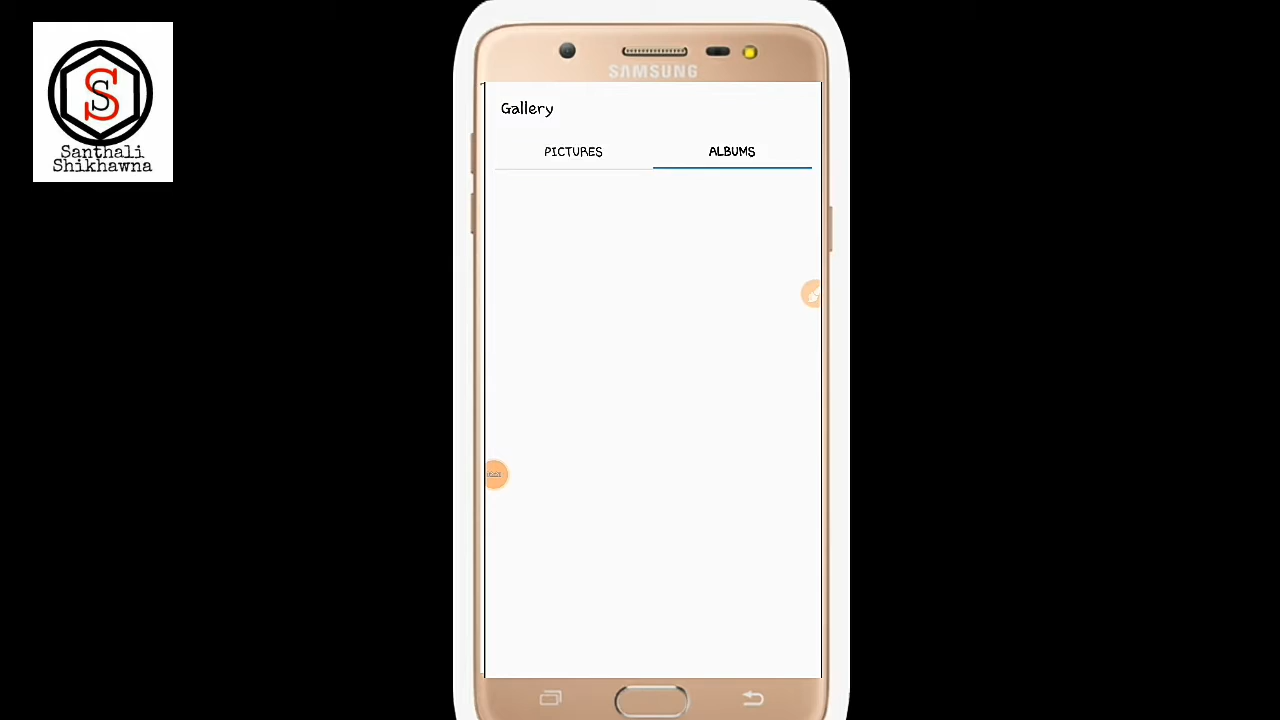 S
S
Santhali
Shikhawna
SAMSUNG
Gallery
PICTURES
ALBUMS